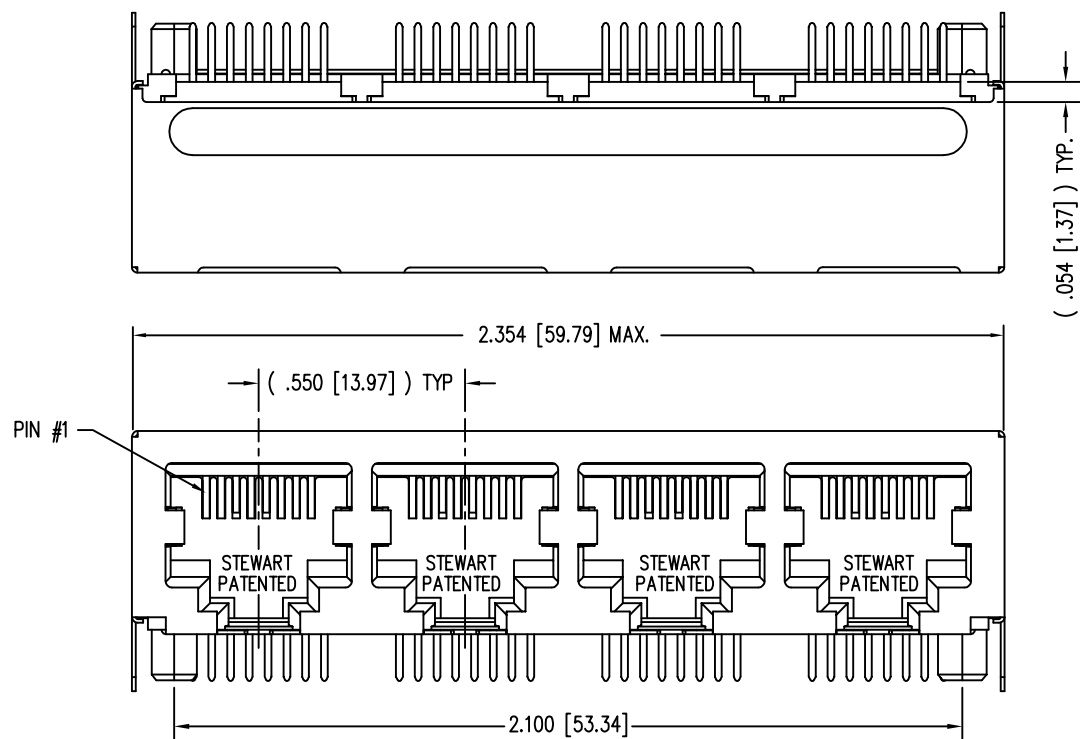 ( .054 [1.37] ) TYP.
2.354 [59.79] MAX.
( .550 [13.97] ) TYP
PIN #1
STEWART
PATENTED
STEWART
PATENTED
STEWART
PATENTED
STEWART
PATENTED
2.100 [53.34]